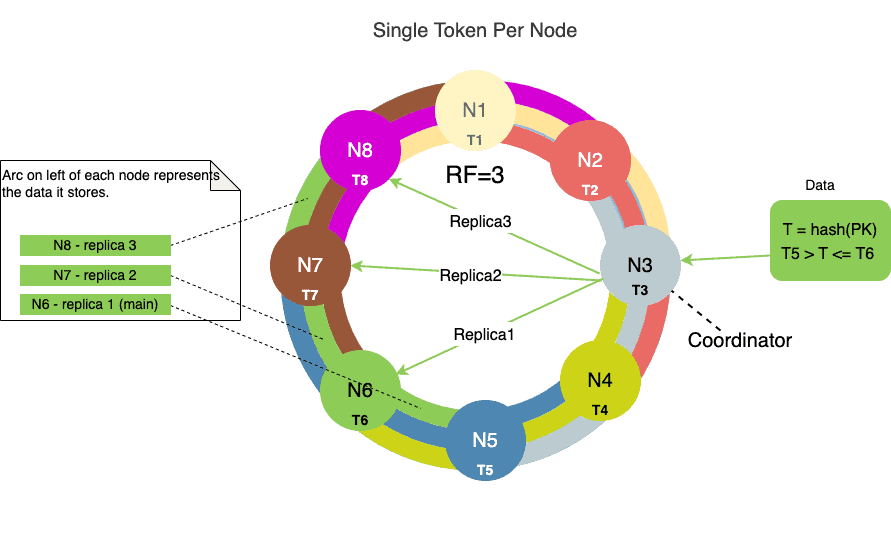 Single Token Per Node
N1
T1
N8
T8
N2
T2
RF=3
Arc on left of each node represents
the data it stores.
N8 - replica 3
N7 - replica 2
N6 - replica 1 (main)
Replica3
Replica2
Replica1
Data
T = hash(PK)
T5 > T <= T6
N7
T7
N3
T3
Coordinator
N6
T6
N4
T4
N5
T5